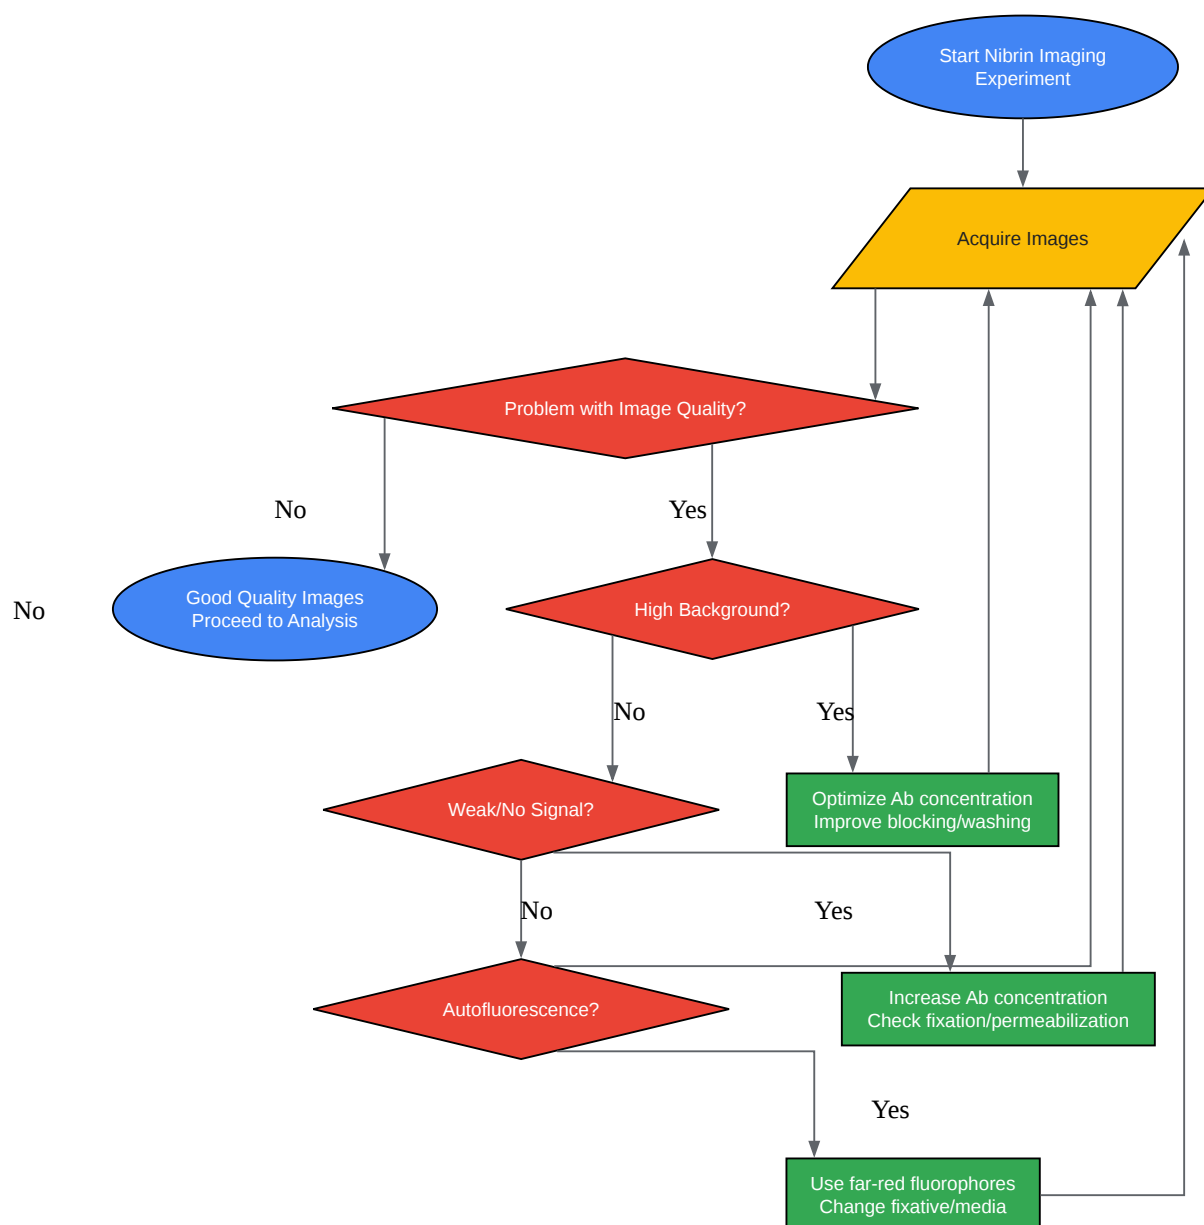 Start Nibrin Imaging
Experiment
Acquire Images
Problem with Image Quality?
No
Yes
Good Quality Images
Proceed to Analysis
No
High Background?
No
Yes
Weak/No Signal?
Optimize Ab concentration
Improve blocking/washing
No
Yes
Autofluorescence?
Increase Ab concentration
Check fixation/permeabilization
Yes
Use far-red fluorophores
Change fixative/media